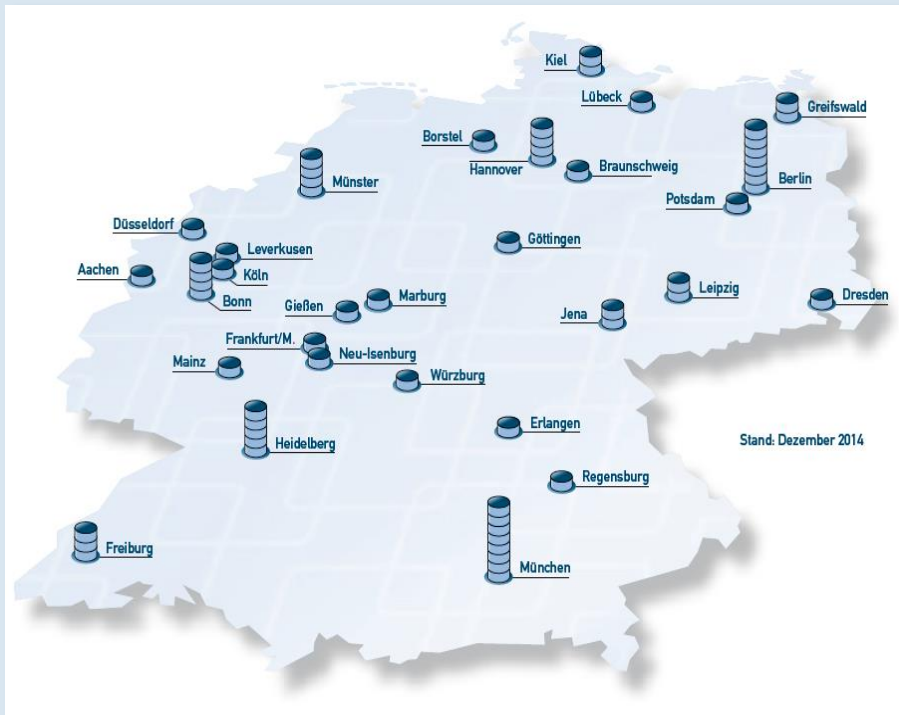 Kiel
Lübeck
Greifswald
Borstel
Hannover
Braunschweig
Münster
Berlin
Potsdam
Düsseldorf
Leverkusen
Göttingen
Aachen
Köln
Bonn
Marburg
Gießen
Leipzig
Dresden
Jena
Frankfurt/M.
Neu-Isenburg
Mainz
Würzburg
Erlangen
Heidelberg
Stand: Dezember 2014
Regensburg
Freiburg
München